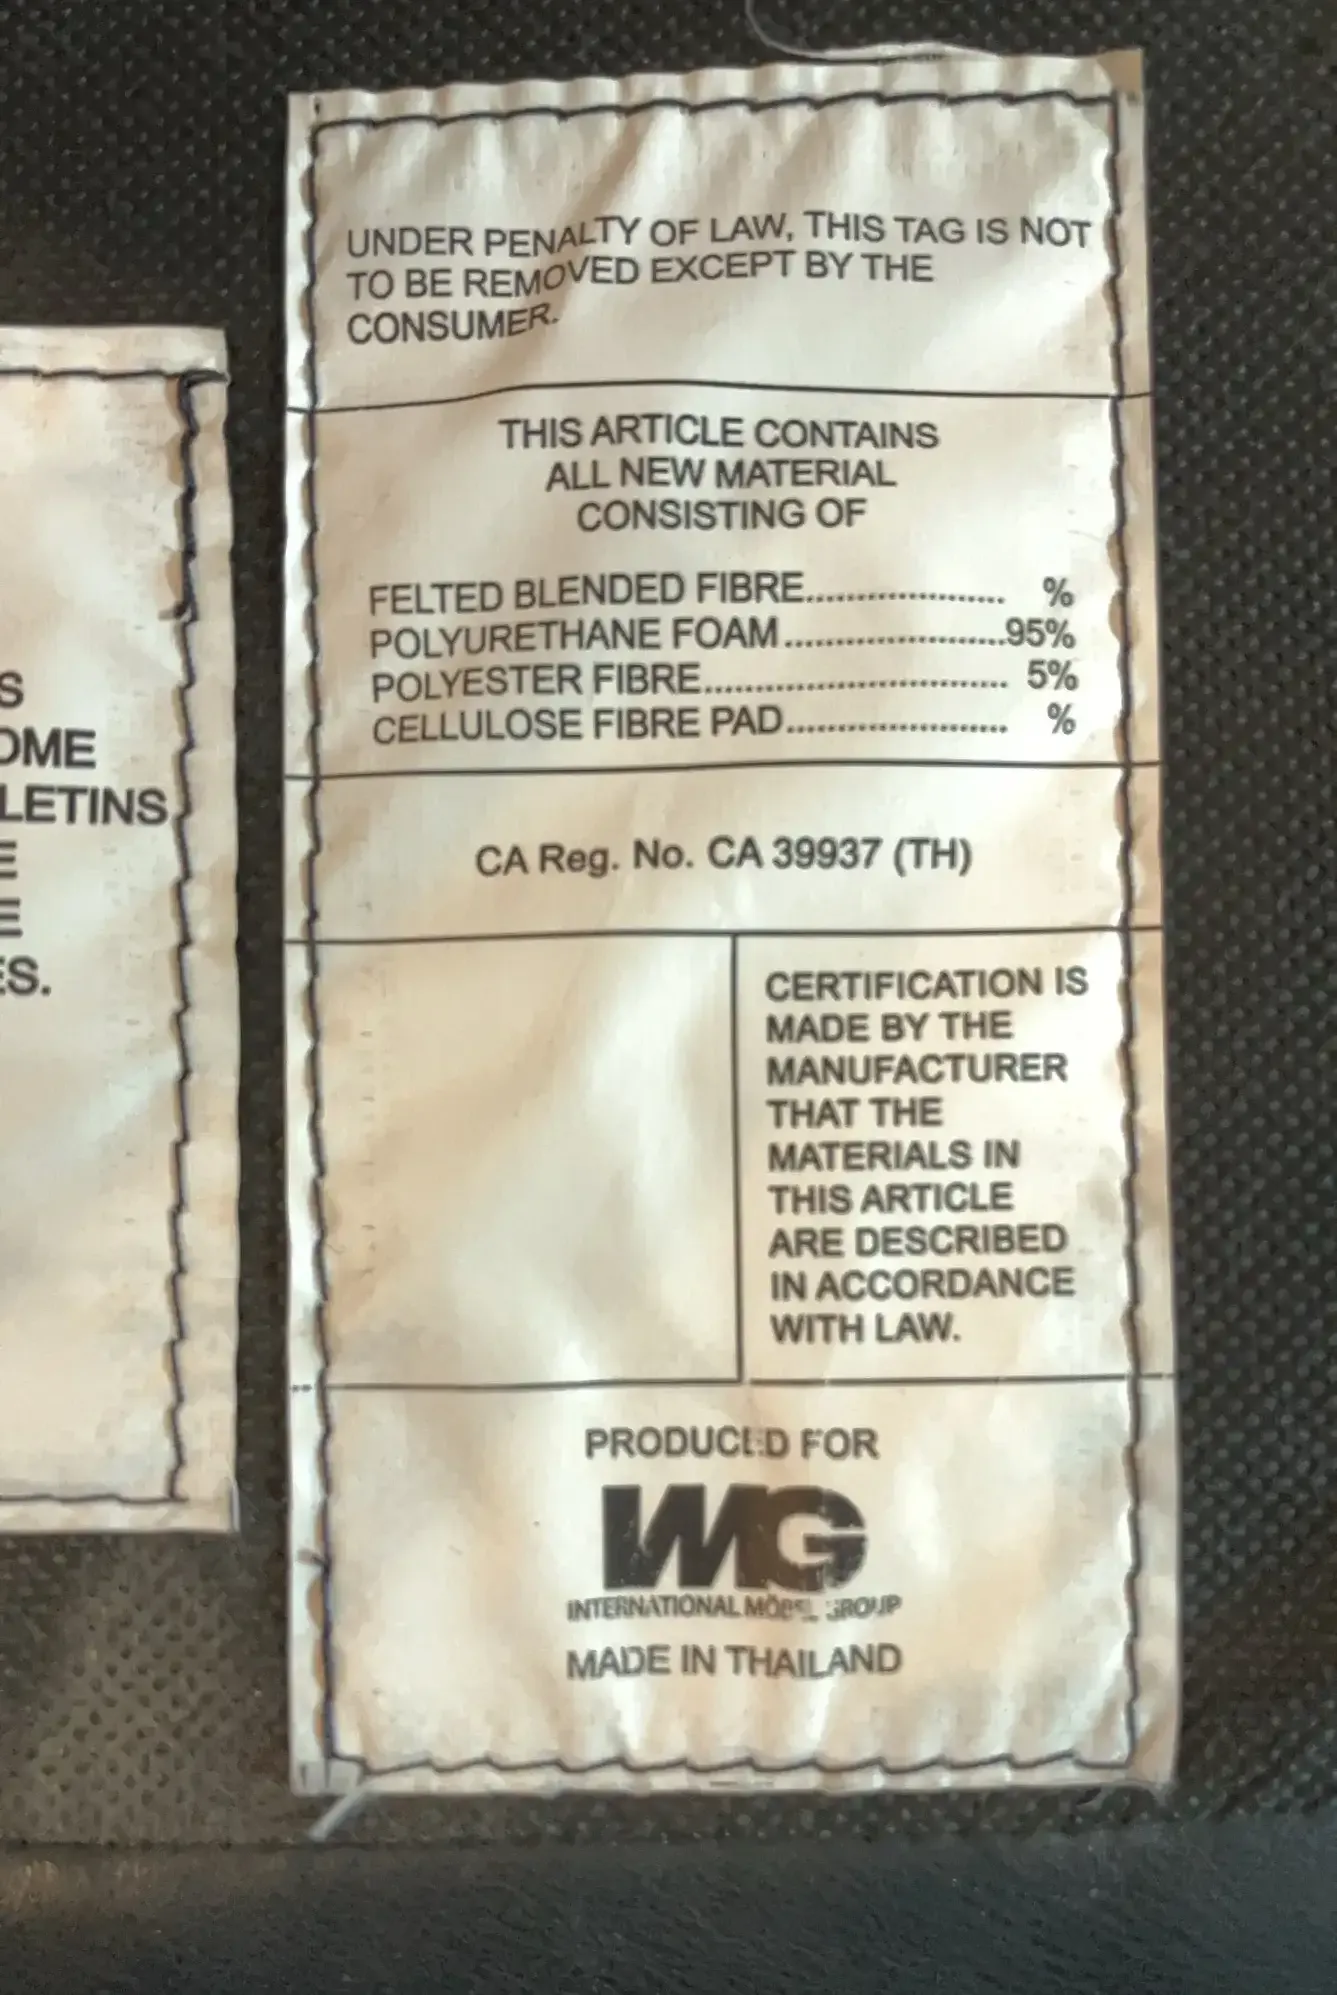 UNDER PENALTY OF LAW, THIS TAG IS NOT
TO BE REMOVED EXCEPT BY THE
CONSUMER.
THIS ARTICLE CONTAINS
ALL NEW MATERIAL
CONSISTING OF
FELTED BLENDED FIBRE...................... %
POLYURETHANE FOAM......................95%
POLYESTER FIBRE.............................. 5%
CELLULOSE FIBRE PAD...................... %
CA Reg. No. CA 39937 (TH)
CERTIFICATION IS
MADE BY THE
MANUFACTURER
THAT THE
MATERIALS IN
THIS ARTICLE
ARE DESCRIBED
IN ACCORDANCE
WITH LAW.
PRODUCED FOR
IMG
INTERNATIONAL MÖBEL GROUP
MADE IN THAILAND
S
OME
LETINS
E
E
ES.